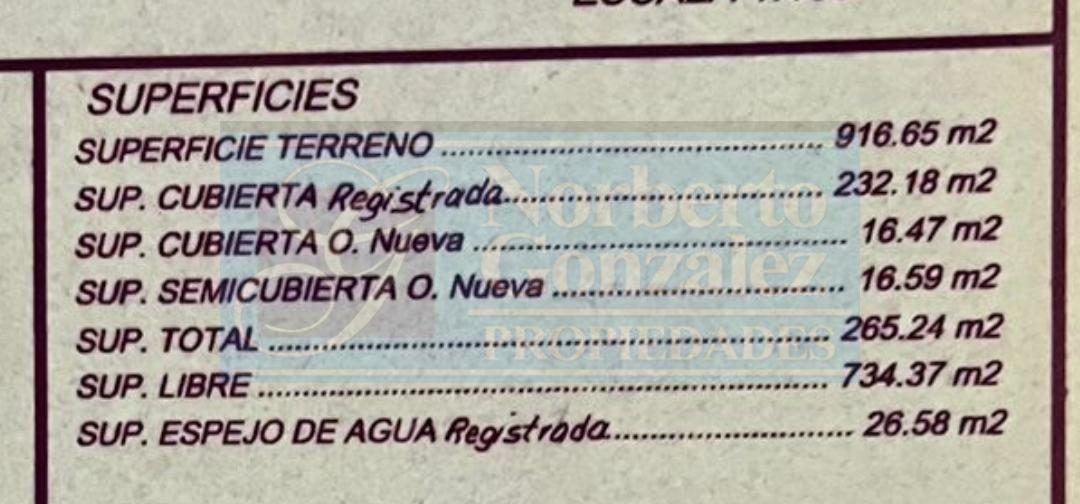 SUPERFICIES
SUPERFICIE TERRENO ........................................................ 916.65 m2
SUP. CUBIERTA Registrada................................................ 232.18 m2
SUP. CUBIERTA O. Nueva ...................................................... 16.47 m2
SUP. SEMICUBIERTA O. Nueva ........................................... 16.59 m2
SUP. TOTAL ................................................................................. 265.24 m2
SUP. LIBRE ................................................................................... 734.37 m2
SUP. ESPEJO DE AGUA Registrada................................... 26.58 m2
Norberto
Gonzalez
PROPIEDADES